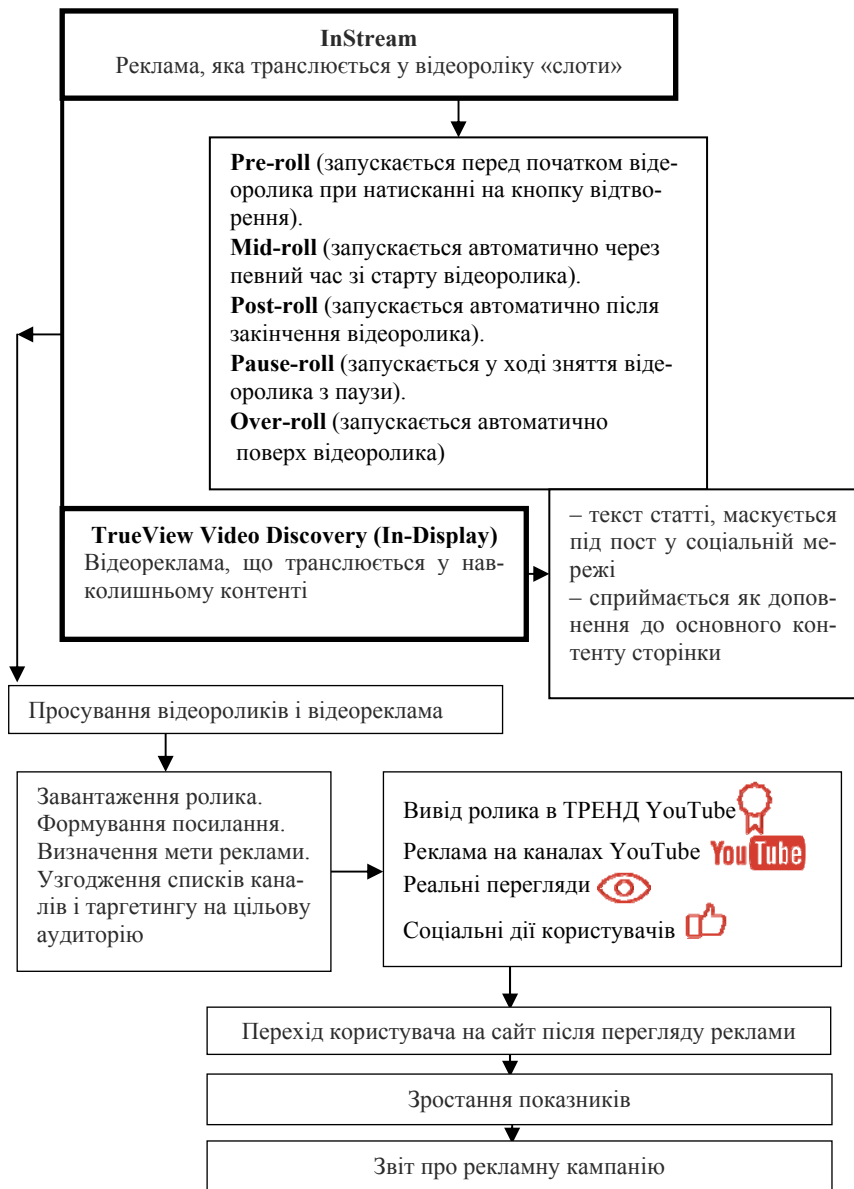 InStream
Реклама, яка транслюється у відеороліку «слоти»
Pre-roll (запускається перед початком віде-
оролика при натисканні на кнопку відтво-
рення).
Mid-roll (запускається автоматично через
певний час зі старту відеоролика).
Post-roll (запускається автоматично після
закінчення відеоролика).
Pause-roll (запускається у ході зняття віде-
оролика з паузи).
Over-roll (запускається автоматично
поверх відеоролика)
TrueView Video Discovery (In-Display)
Відеореклама, що транслюється у нав-
колишньому контенті
– текст статті, маскується
під пост у соціальній ме-
режі
– сприймається як допов-
нення до основного кон-
тенту сторінки
Просування відеороликів і відеореклама
Завантаження ролика.
Формування посилання.
Визначення мети реклами.
Узгодження списків кана-
лів і таргетингу на цільову
аудиторію
Вивід ролика в ТРЕНД YouTube
Реклама на каналах YouTube YouTube
Реальні перегляди
Соціальні дії користувачів
Перехід користувача на сайт після перегляду реклами
Зростання показників
Звіт про рекламну кампанію